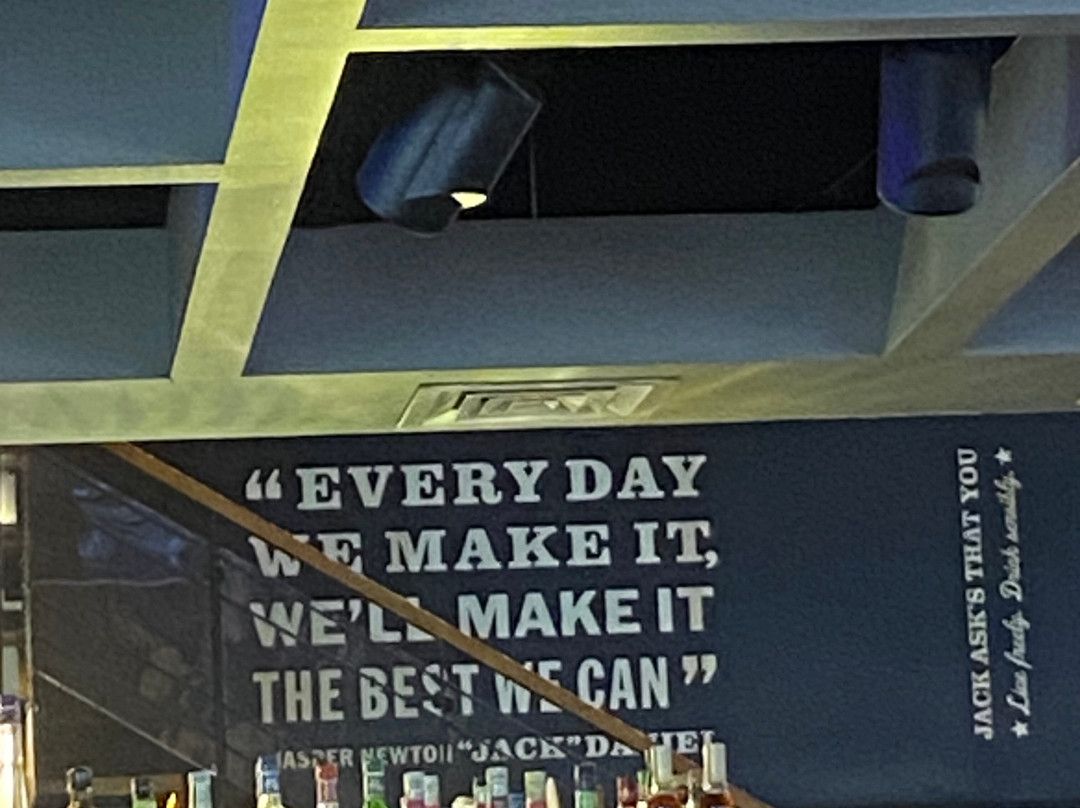 “EVERY DAY
WE MAKE IT,
WE’LL MAKE IT
THE BEST WE CAN”
JASPER NEWTON “JACK” DANIEL
JACK ASK'S THAT YOU
★ Live freely. Drink sensibly. ★